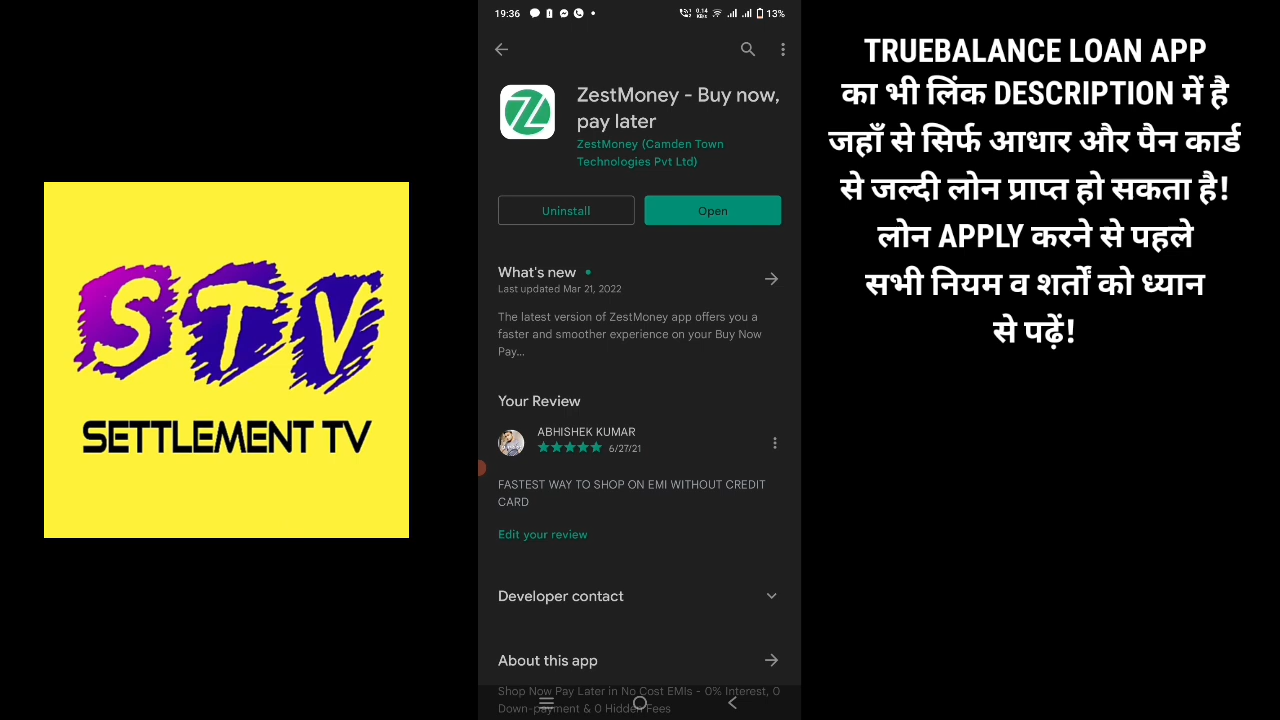 STV
SETTLEMENT TV
19:36
0.14
KB/S
13%
ZestMoney - Buy now,
pay later
ZestMoney (Camden Town
Technologies Pvt Ltd)
Uninstall
Open
What's new
Last updated Mar 21, 2022
The latest version of ZestMoney app offers you a
faster and smoother experience on your Buy Now
Pay...
Your Review
ABHISHEK KUMAR
6/27/21
FASTEST WAY TO SHOP ON EMI WITHOUT CREDIT
CARD
Edit your review
Developer contact
About this app
Shop Now Pay Later in No Cost EMIs - 0% Interest, 0
Down-payment & 0 Hidden Fees
TRUEBALANCE LOAN APP
का भी लिंक DESCRIPTION में है
जहाँ से सिर्फ आधार और पैन कार्ड
से जल्दी लोन प्राप्त हो सकता है!
लोन APPLY करने से पहले
सभी नियम व शर्तों को ध्यान
से पढ़ें!